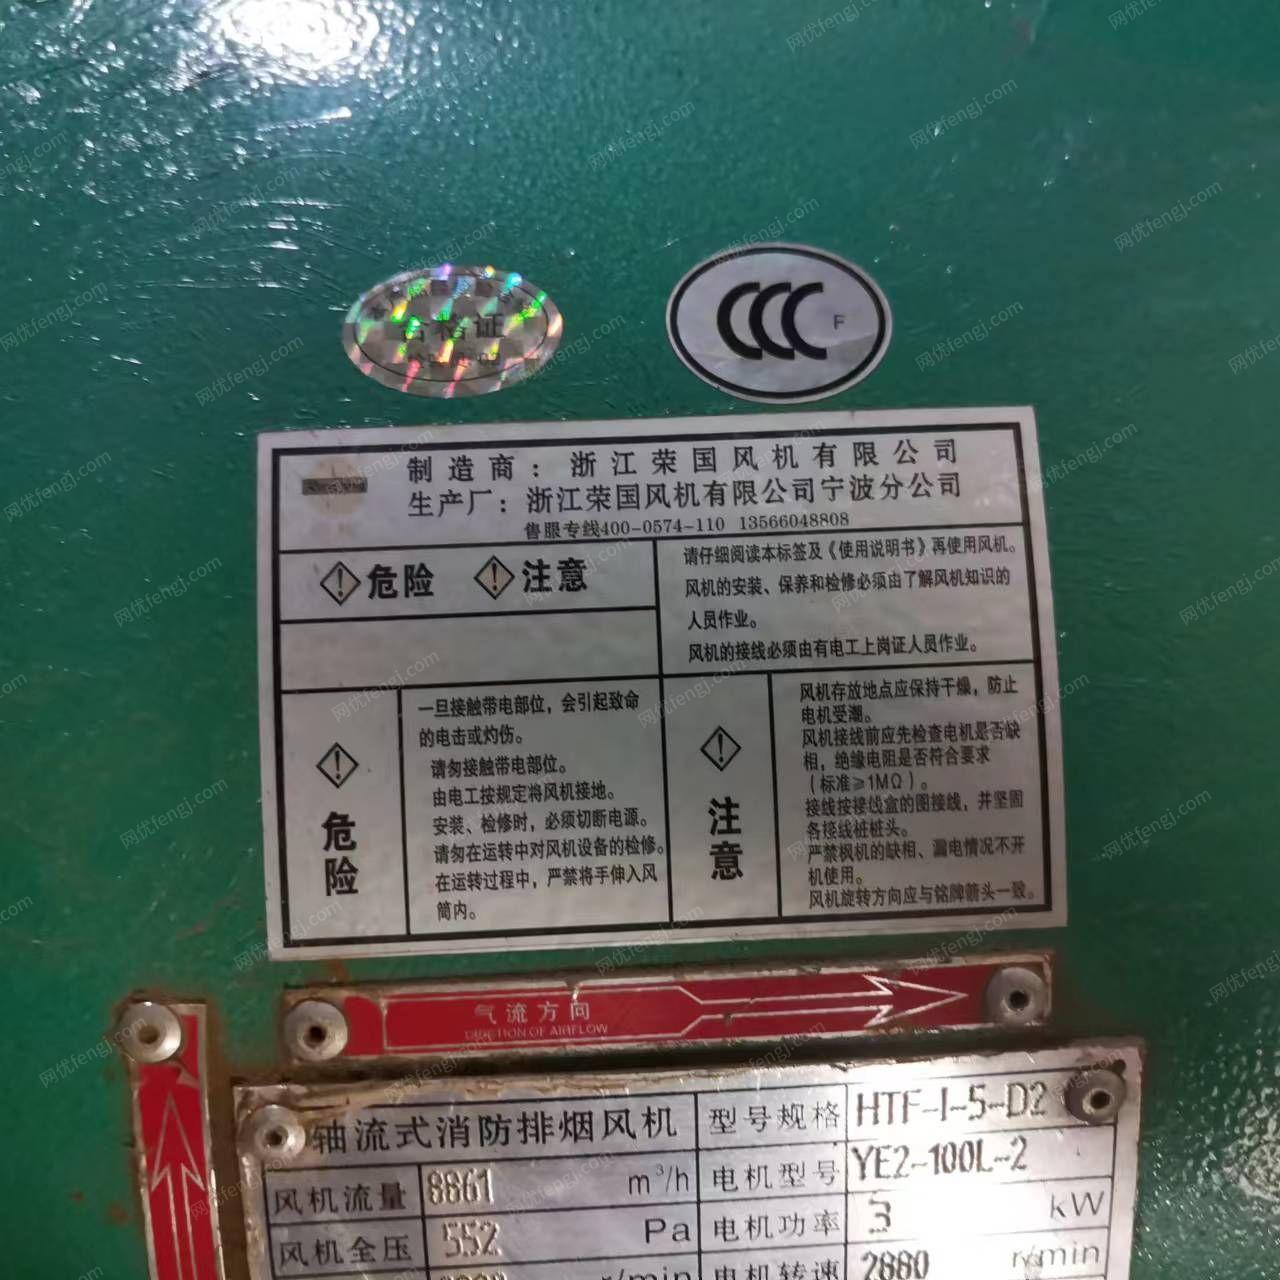 合格证
CCC F
制造商：浙江荣国风机有限公司
生产厂：浙江荣国风机有限公司宁波分公司
售服专线400-0574-110 13566048808
危险 注意
请仔细阅读本标签及《使用说明书》再使用风机。
风机的安装、保养和检修必须由了解风机知识的
人员作业。
风机的接线必须由有电工上岗证人员作业。
危险
一旦接触带电部位，会引起致命
的电击或灼伤。
请匆接触带电部位。
由电工按规定将风机接地。
安装、检修时，必须切断电源。
请匆在运转中对风机设备的检修。
在运转过程中，严禁将手伸入风
筒内。
注意
风机存放地点应保持干燥，防止
电机受潮。
风机接线前应先检查电机是否缺
相，绝缘电阻是否符合要求
（标准≥1MΩ）。
接线按接线盒的图接线，并坚固
各接线桩桩头。
严禁枫机的缺相、漏电情况不开
机使用。
风机旋转方向应与铭牌箭头一致。
气流方向
DIRECTION OF AIRFLOW
轴流式消防排烟风机 型号规格 HTF-I-5-D2
风机流量 8861 m³/h 电机型号 YE2-100L-2
风机全压 552 Pa 电机功率 3 kW
r/min 电机转速 2880 r/min
网优fengj.com